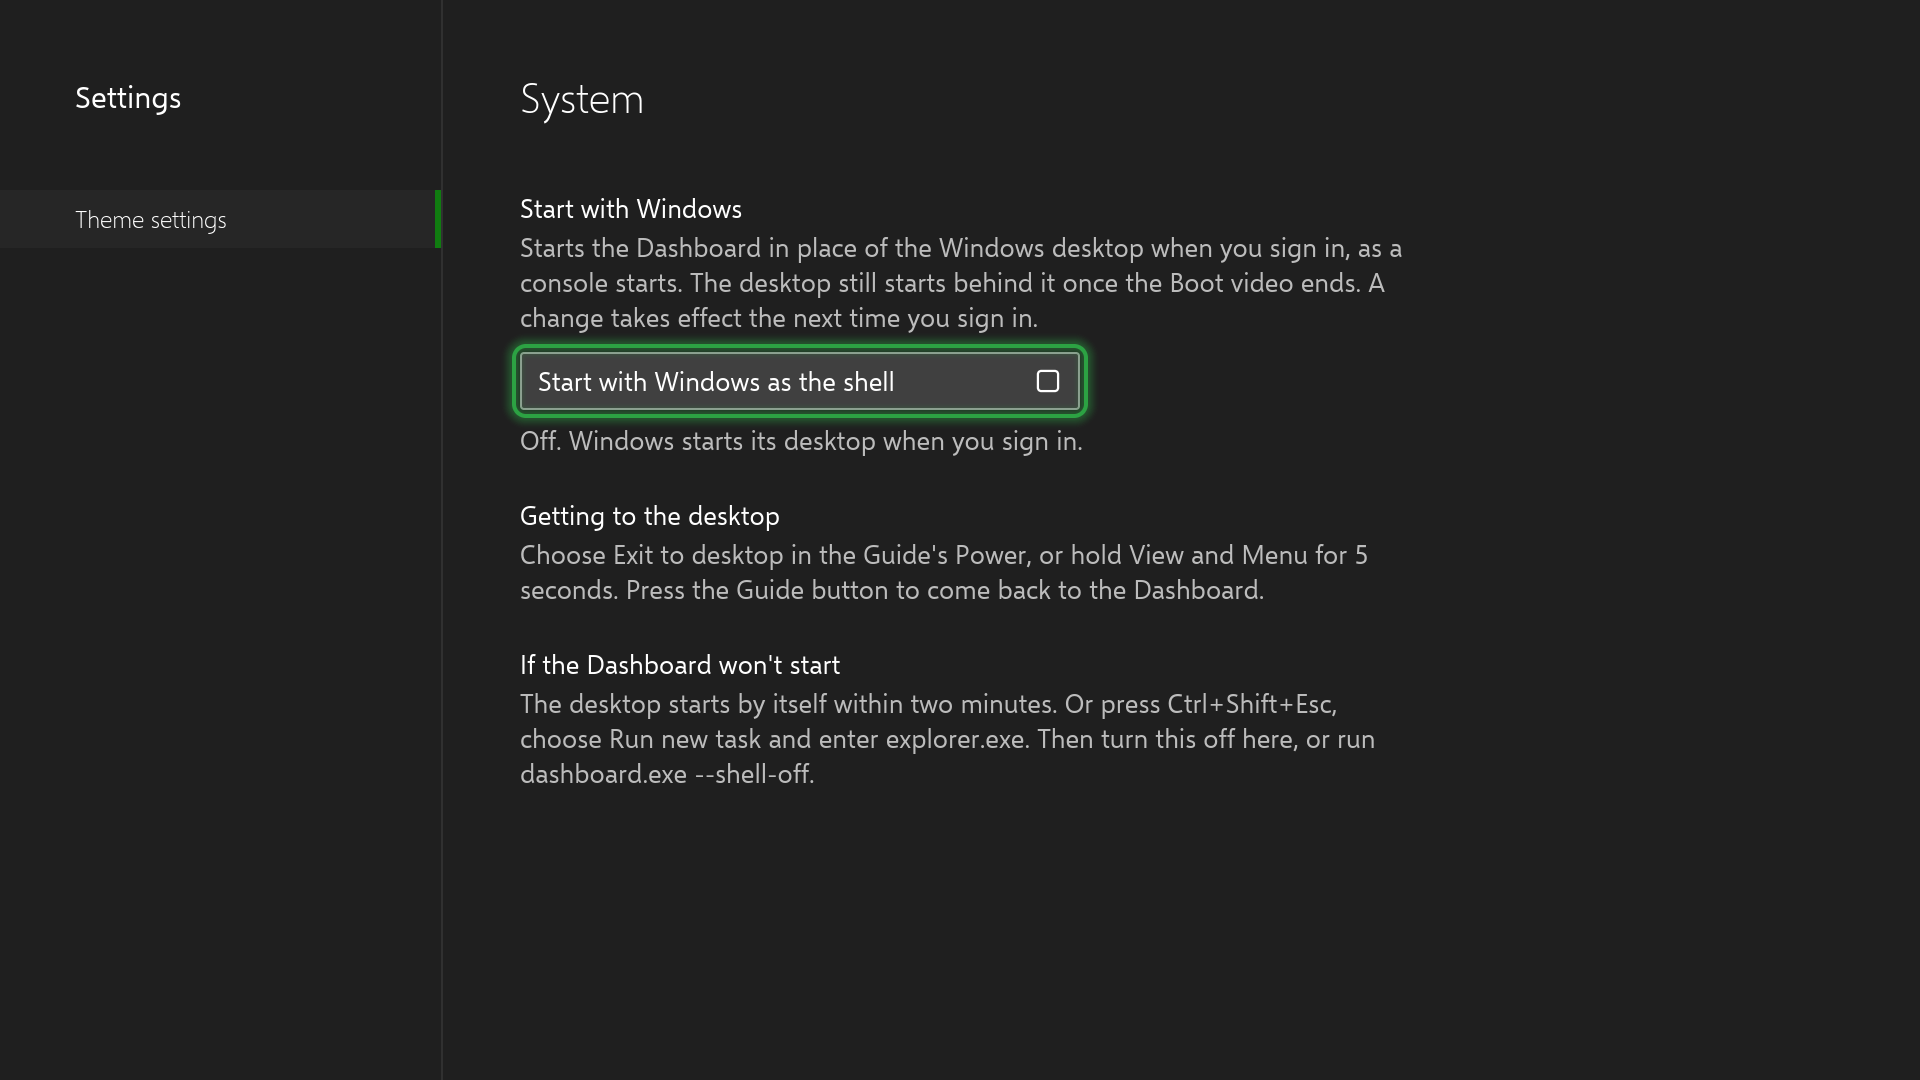 Settings
Theme settings
System
Start with Windows
Starts the Dashboard in place of the Windows desktop when you sign in, as a
console starts. The desktop still starts behind it once the Boot video ends. A
change takes effect the next time you sign in.
Start with Windows as the shell
Off. Windows starts its desktop when you sign in.
Getting to the desktop
Choose Exit to desktop in the Guide's Power, or hold View and Menu for 5
seconds. Press the Guide button to come back to the Dashboard.
If the Dashboard won't start
The desktop starts by itself within two minutes. Or press Ctrl+Shift+Esc,
choose Run new task and enter explorer.exe. Then turn this off here, or run
dashboard.exe --shell-off.